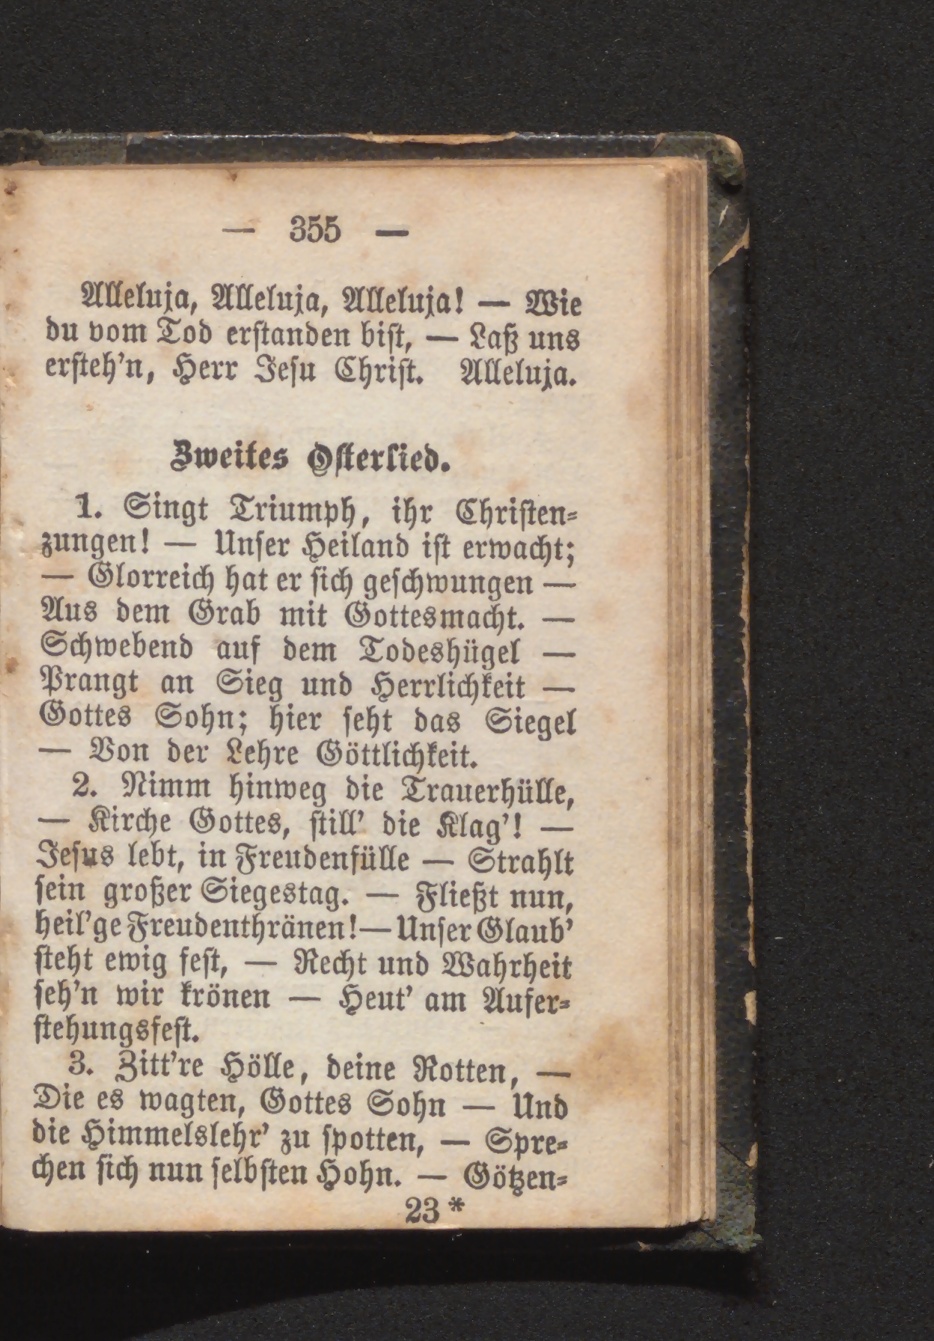 — 355 —
Alleluja, Alleluja, Alleluja! — Wie
du vom Tod erstanden bist, — Laß uns
ersteh'n, Herr Jesu Christ. Alleluja.
Zweites Osterlied.
1. Singt Triumph, ihr Christen-
zungen! — Unser Heiland ist erwacht;
— Glorreich hat er sich geschwungen —
Aus dem Grab mit Gottesmacht. —
Schwebend auf dem Todeshügel —
Prangt an Sieg und Herrlichkeit —
Gottes Sohn; hier seht das Siegel
— Von der Lehre Göttlichkeit.
2. Nimm hinweg die Trauerhülle,
— Kirche Gottes, still' die Klag'! —
Jesus lebt, in Freudenfülle — Strahlt
sein großer Siegestag. — Fließt nun,
heil'ge Freudenthränen!—Unser Glaub'
steht ewig fest, — Recht und Wahrheit
seh'n wir krönen — Heut' am Aufer-
stehungsfest.
3. Zitt're Hölle, deine Rotten, —
Die es wagten, Gottes Sohn — Und
die Himmelslehr' zu spotten, — Spre-
chen sich nun selbsten Hohn. — Götzen-
23*